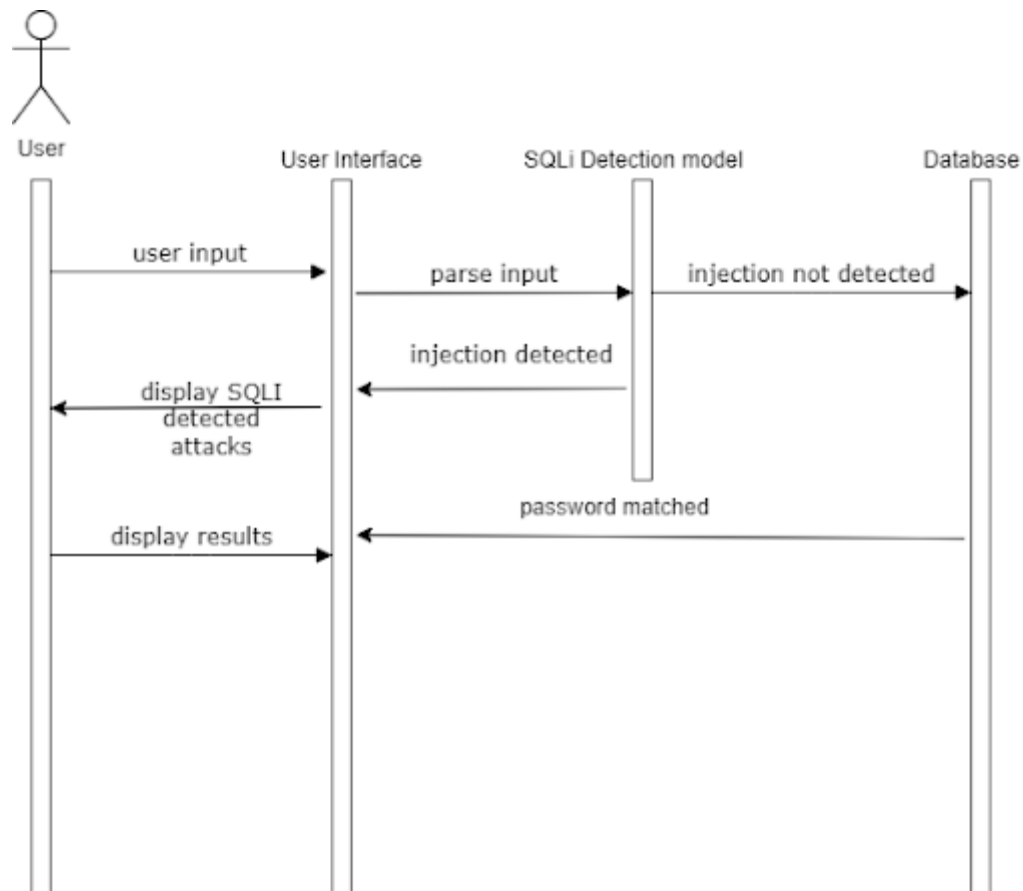 User
User Interface
SQLi Detection model
Database
user input
parse input
injection not detected
injection detected
display SQLI
detected
attacks
password matched
display results